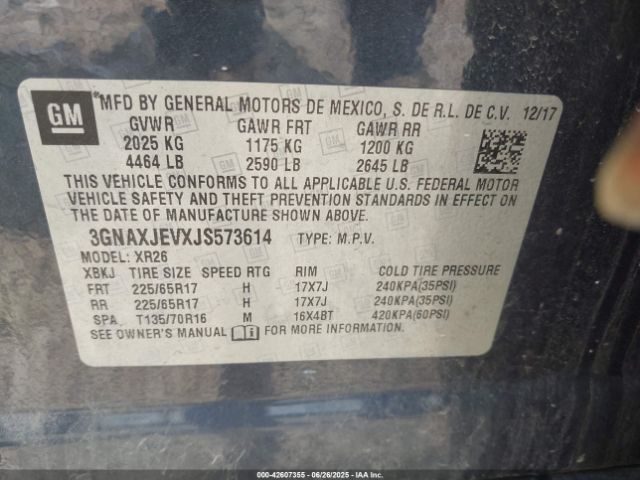 GM
MFD BY GENERAL MOTORS DE MEXICO, S. DE R.L. DE C.V. 12/17
GVWR GAWR FRT GAWR RR
2025 KG 1175 KG 1200 KG
4464 LB 2590 LB 2645 LB
THIS VEHICLE CONFORMS TO ALL APPLICABLE U.S. FEDERAL MOTOR
VEHICLE SAFETY AND THEFT PREVENTION STANDARDS IN EFFECT ON
DATE OF MANUFACTURE SHOWN ABOVE.
3GNAXJEVXJS573614 TYPE: M.P.V.
MODEL: XR26
XBKJ TIRE SIZE SPEED RTG RIM COLD TIRE PRESSURE
FRT 225/65R17 H 17X7J 240KPA(35PSI)
RR 225/65R17 H 17X7J 240KPA(35PSI)
SPA T135/70R16 M 16X4BT 420KPA(60PSI)
SEE OWNER'S MANUAL FOR MORE INFORMATION.
000-42607355 - 06/26/2025 - IAAI.COM